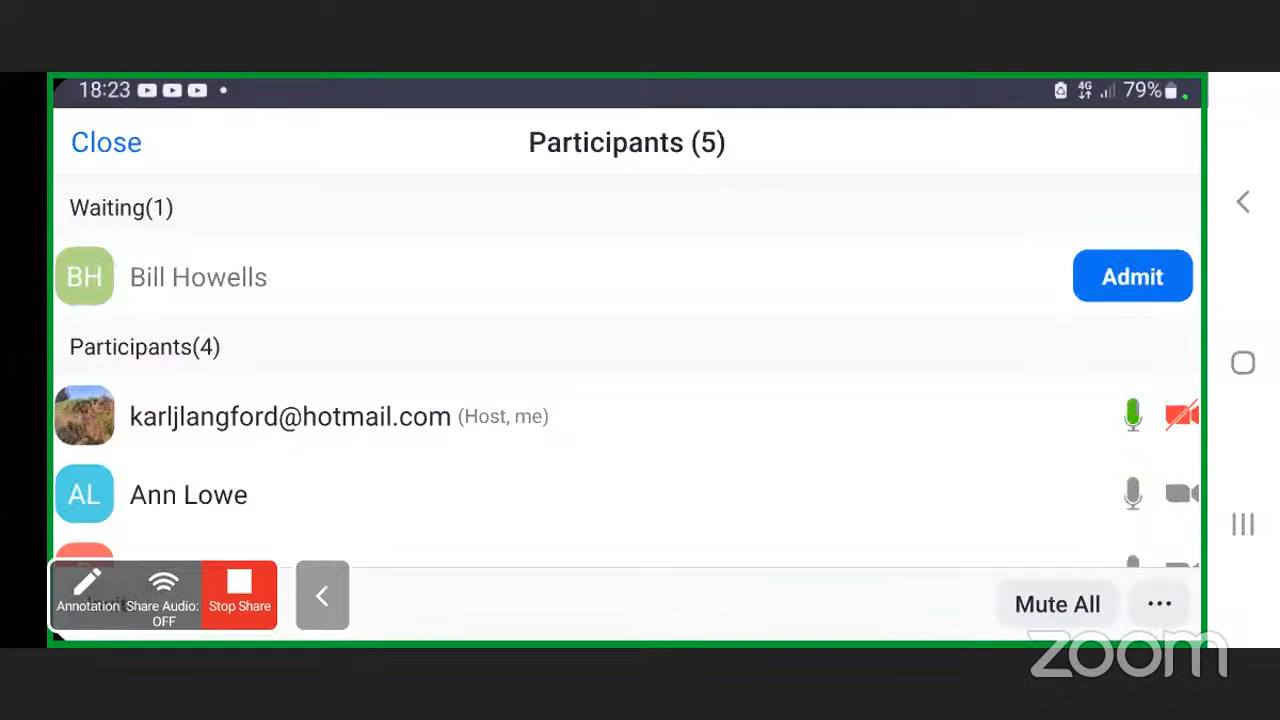 18:23
4G
79%
Close
Participants (5)
Waiting(1)
BH
Bill Howells
Admit
Participants(4)
karljlangford@hotmail.com (Host, me)
AL
Ann Lowe
Annotation
Share Audio:
OFF
Stop Share
Mute All
zoom